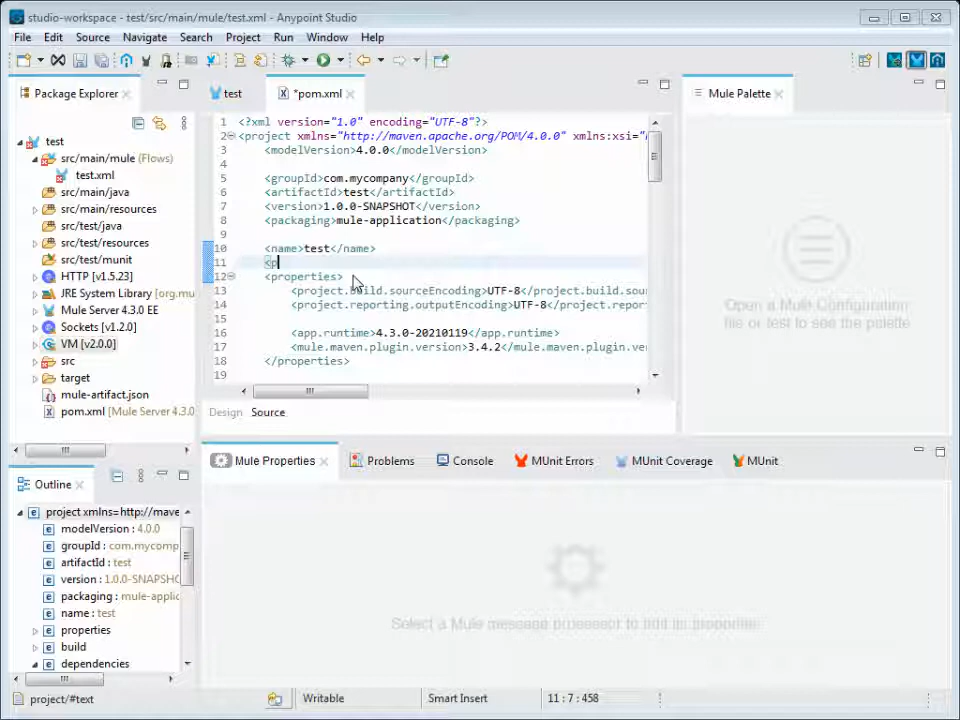 studio-workspace - test/src/main/mule/test.xml - Anypoint Studio
File Edit Source Navigate Search Project Run Window Help
Package Explorer
test
src/main/mule (Flows)
test.xml
src/main/java
src/main/resources
src/test/java
src/test/resources
src/test/munit
HTTP [v1.5.23]
JRE System Library [org.mu
Mule Server 4.3.0 EE
Sockets [v1.2.0]
VM [v2.0.0]
src
target
mule-artifact.json
pom.xml [Mule Server 4.3.0
test
*pom.xml
1 <?xml version="1.0" encoding="UTF-8"?>
2 <project xmlns="http://maven.apache.org/POM/4.0.0" xmlns:xsi="
3 <modelVersion>4.0.0</modelVersion>
4
5 <groupId>com.mycompany</groupId>
6 <artifactId>test</artifactId>
7 <version>1.0.0-SNAPSHOT</version>
8 <packaging>mule-application</packaging>
9
10 <name>test</name>
11 <p
12 <properties>
13 <project.build.sourceEncoding>UTF-8</project.build.sou
14 <project.reporting.outputEncoding>UTF-8</project.repor
15
16 <app.runtime>4.3.0-20210119</app.runtime>
17 <mule.maven.plugin.version>3.4.2</mule.maven.plugin.ve
18 </properties>
19
Design Source
Mule Palette
Open a Mule Configuration
file or test to see the palette
Outline
project xmlns=http://mave
modelVersion : 4.0.0
groupId : com.mycomp
artifactId : test
version : 1.0.0-SNAPSHO
packaging : mule-applic
name : test
properties
build
dependencies
Mule Properties Problems Console MUnit Errors MUnit Coverage MUnit
Select a Mule message processor to edit its properties
project/#text Writable Smart Insert 11 : 7 : 458